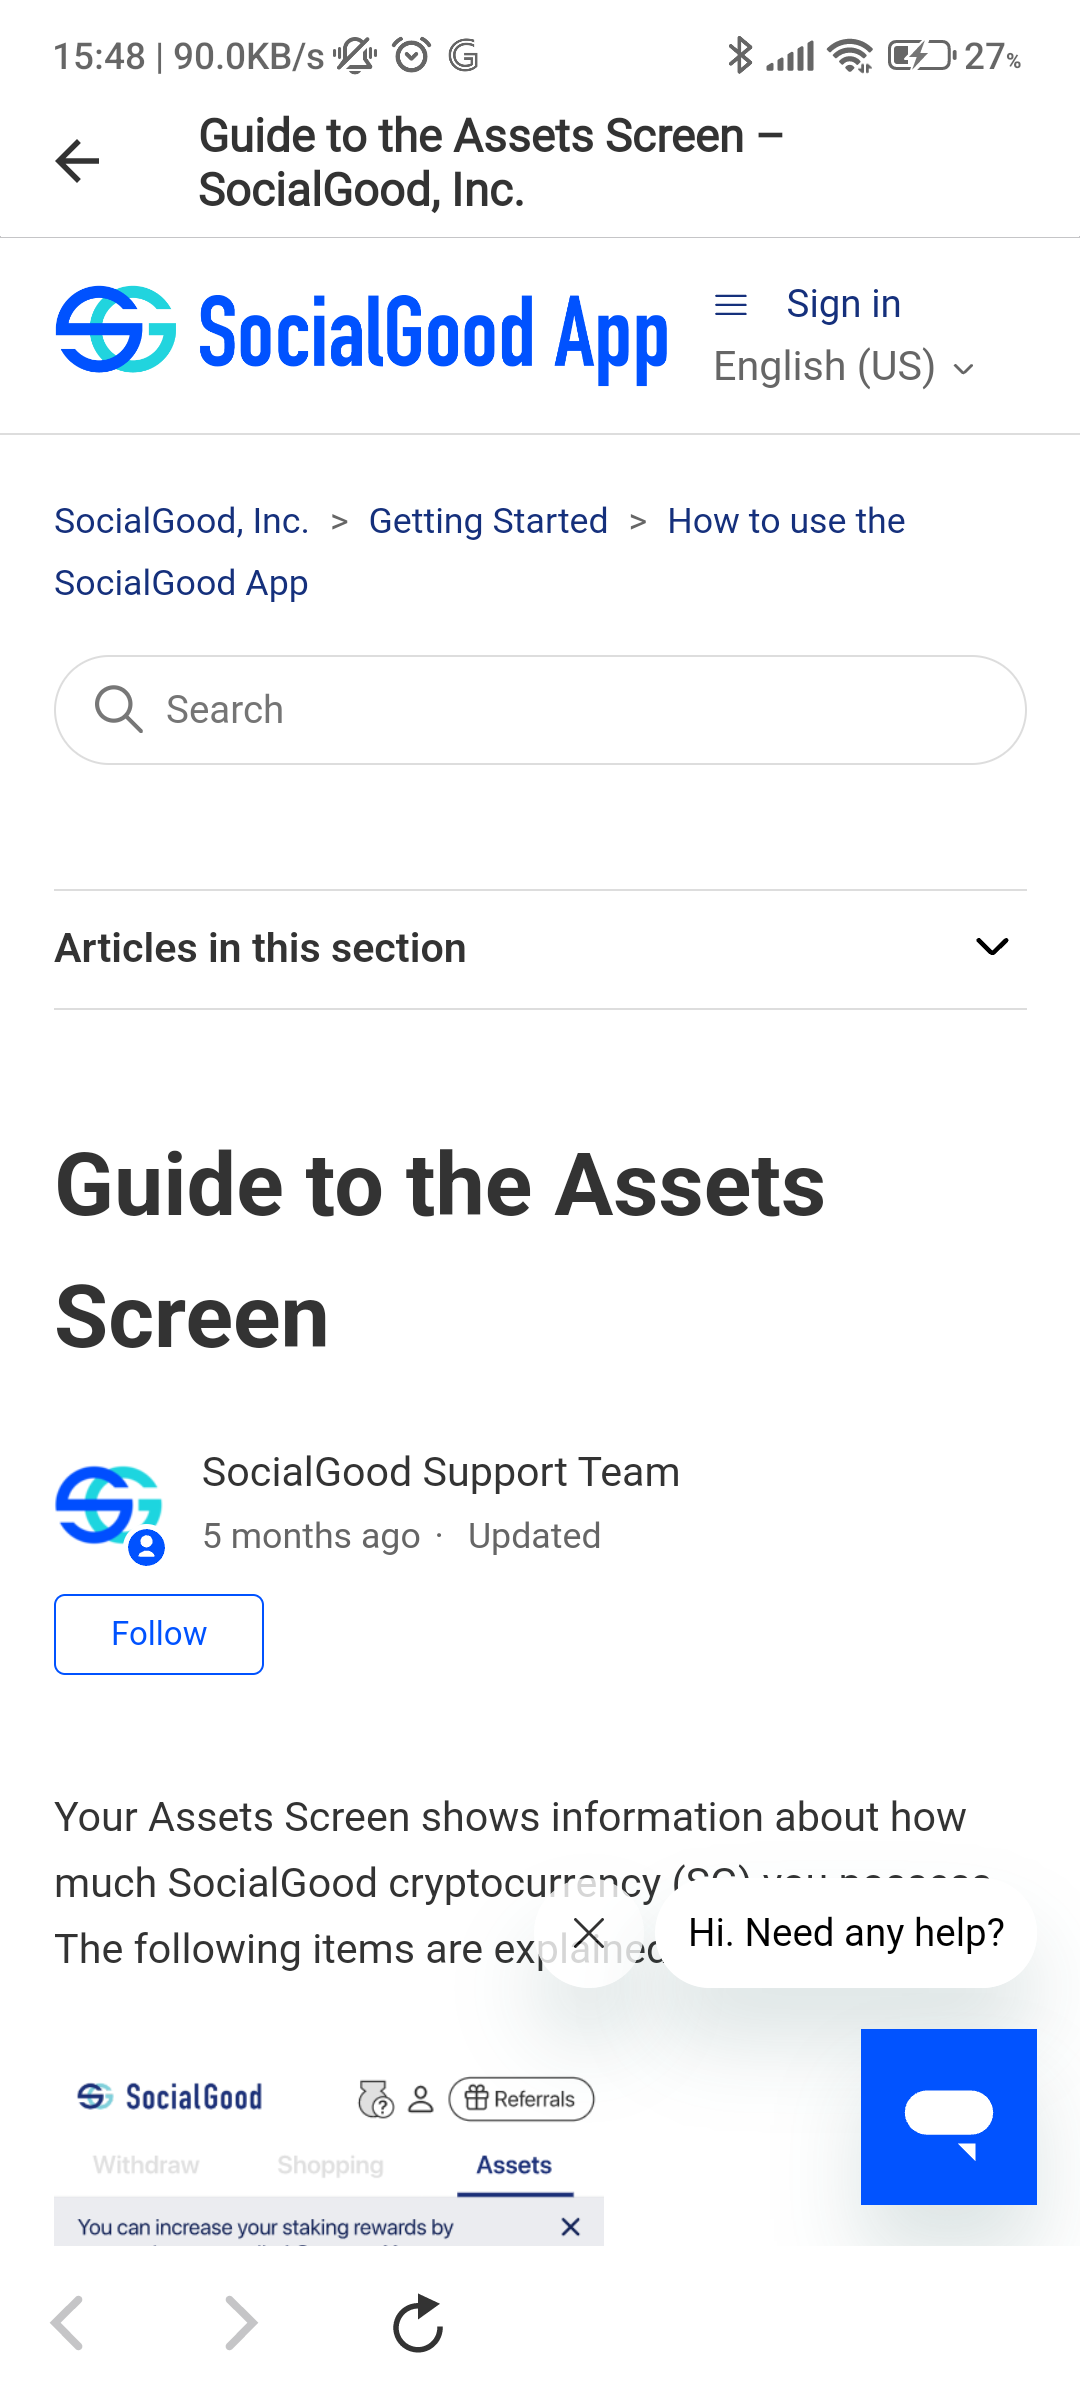 15:48 | 90.0KB/s
27%
Guide to the Assets Screen –
SocialGood, Inc.
SocialGood App
Sign in
English (US)
SocialGood, Inc. > Getting Started > How to use the
SocialGood App
Search
Articles in this section
Guide to the Assets
Screen
SocialGood Support Team
5 months ago · Updated
Follow
Your Assets Screen shows information about how
much SocialGood cryptocurrency (SG) you possess.
The following items are explained
Hi. Need any help?
SocialGood
Referrals
Withdraw Shopping Assets
You can increase your staking rewards by